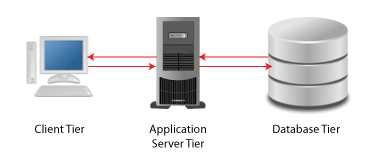 Client Tier
Application
Server Tier
Database Tier